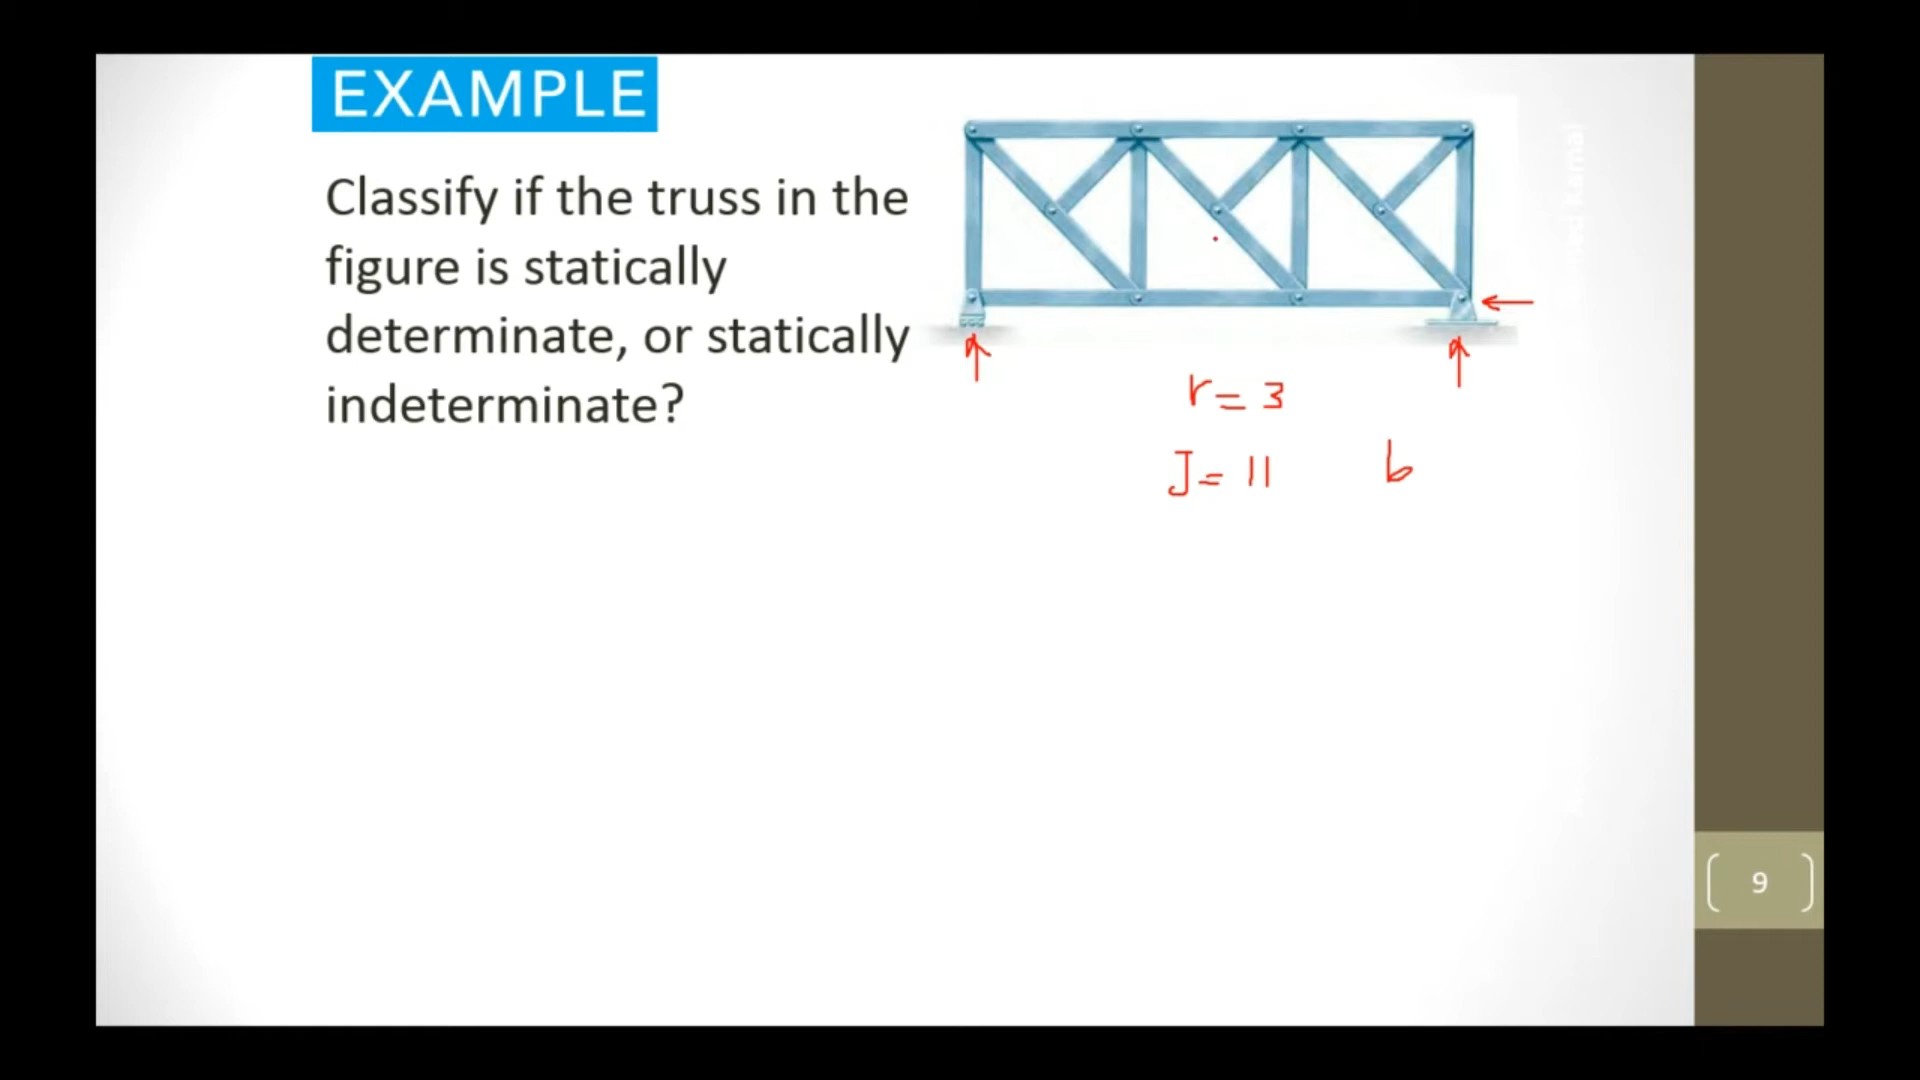 EXAMPLE
Classify if the truss in the
figure is statically
determinate, or statically
indeterminate?
r = 3
J = 11 b
9